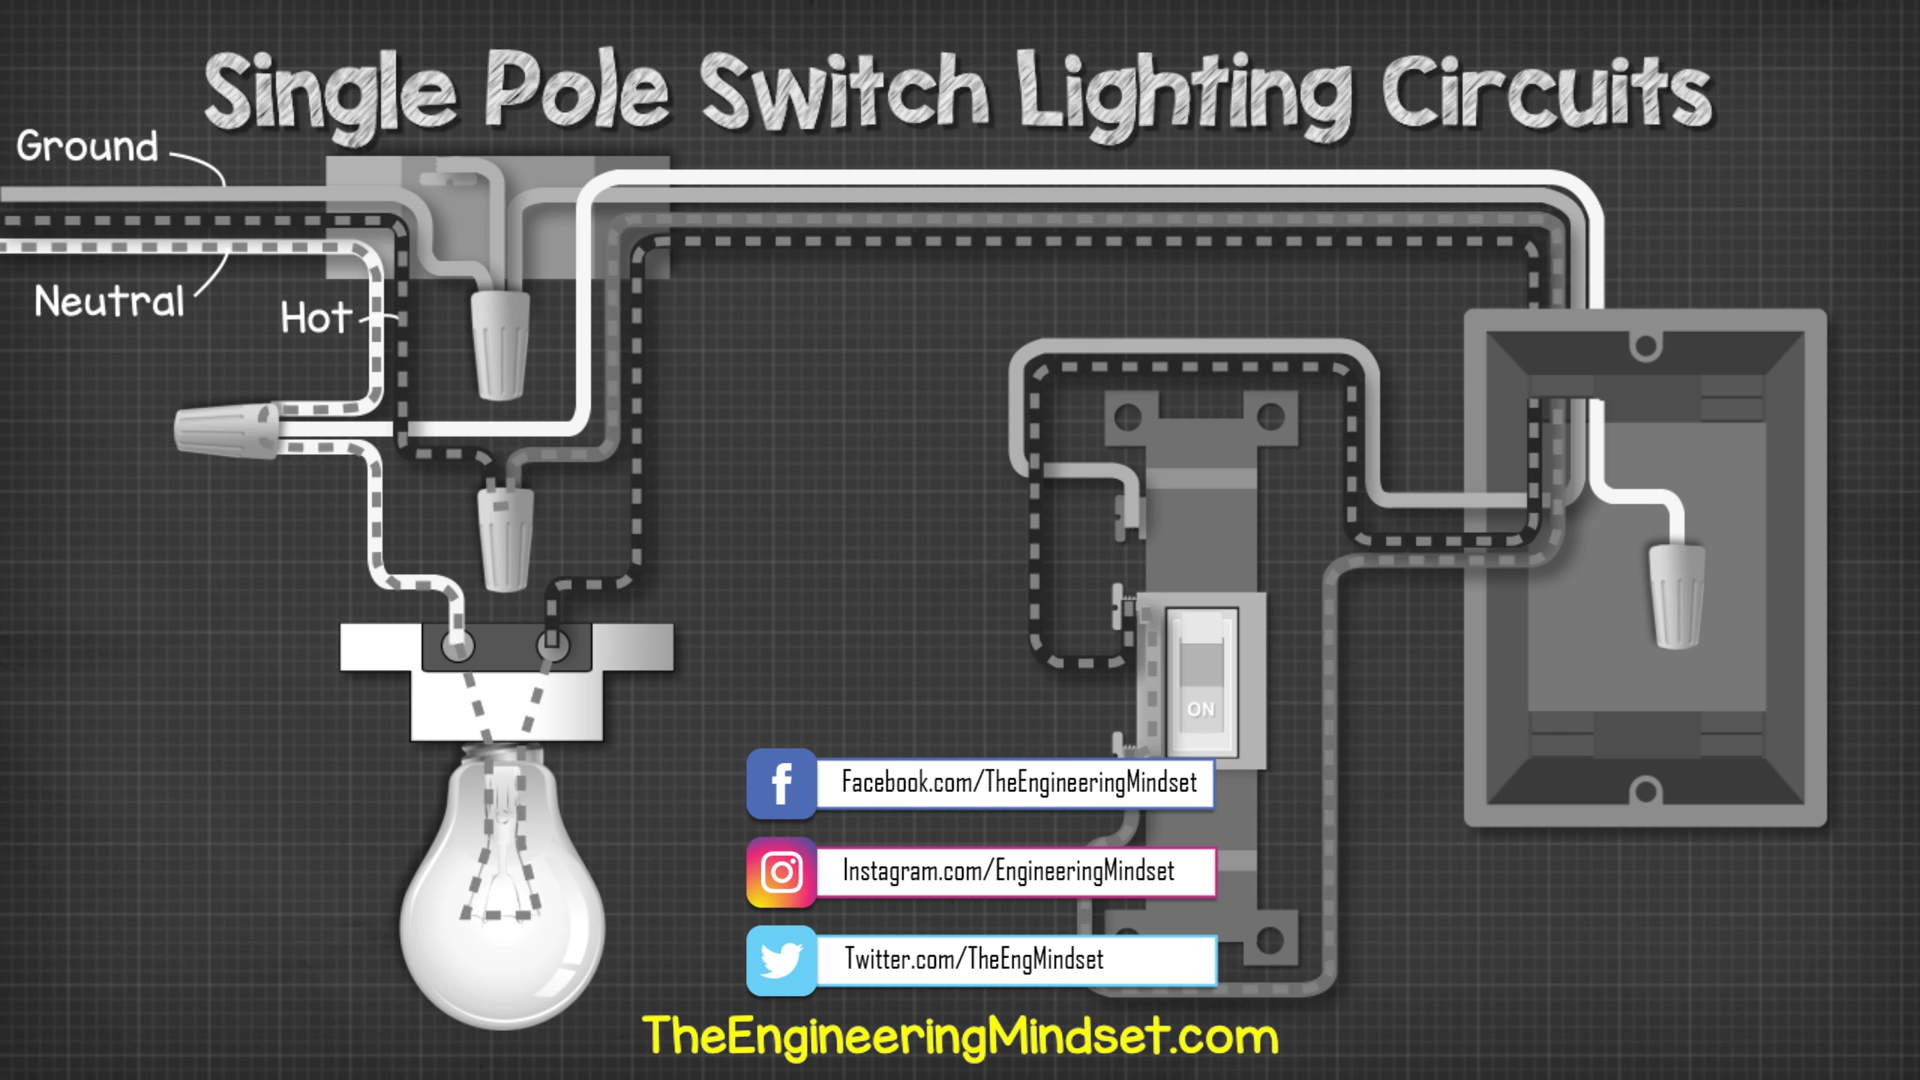 Single Pole Switch Lighting Circuits
Ground
Neutral
Hot
ON
Facebook.com/TheEngineeringMindset
Instagram.com/EngineeringMindset
Twitter.com/TheEngMindset
TheEngineeringMindset.com